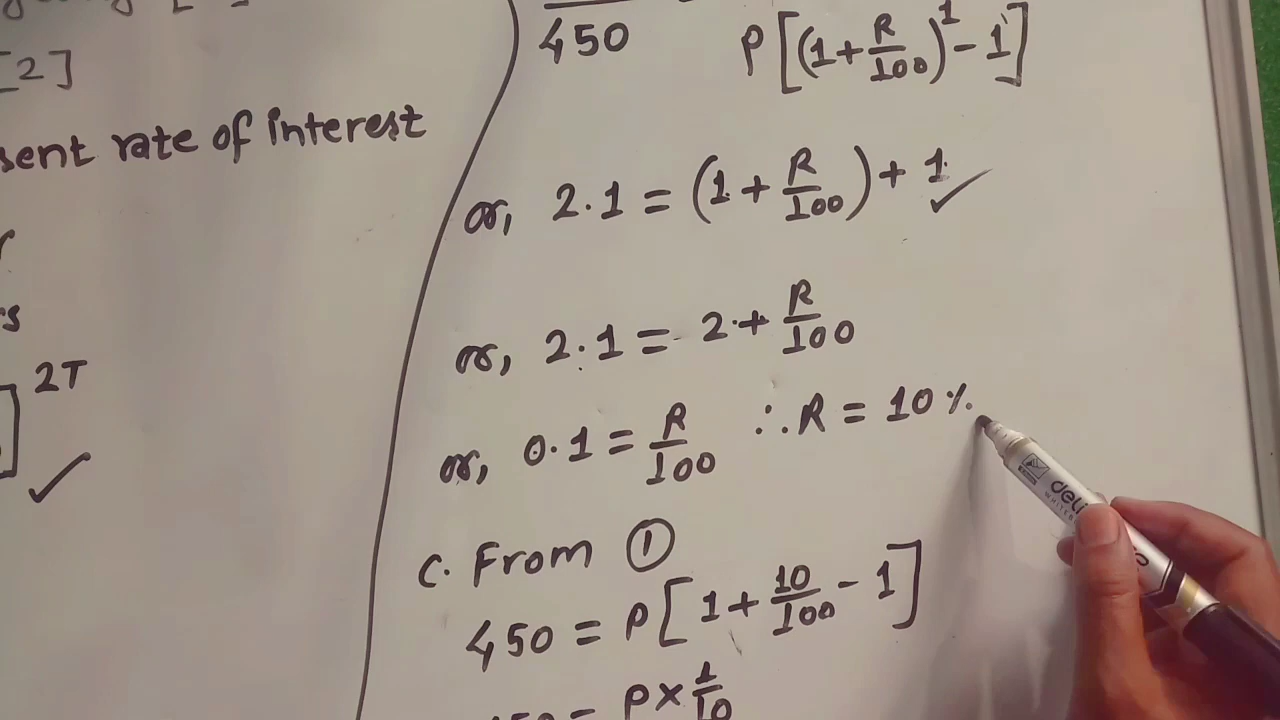 [2]
sent rate of interest
2T
450 P[(1+R/100)^1-1]
or, 2.1 = (1+R/100)+1
or, 2.1 = 2+R/100
or, 0.1 = R/100 ∴R = 10%
C. From ①
450 = P[1+10/100-1]
P×1/10
deli